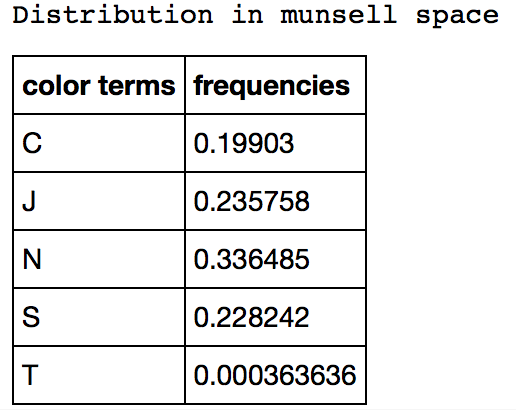 Distribution in munsell space
color terms frequencies
C 0.19903
J 0.235758
N 0.336485
S 0.228242
T 0.000363636